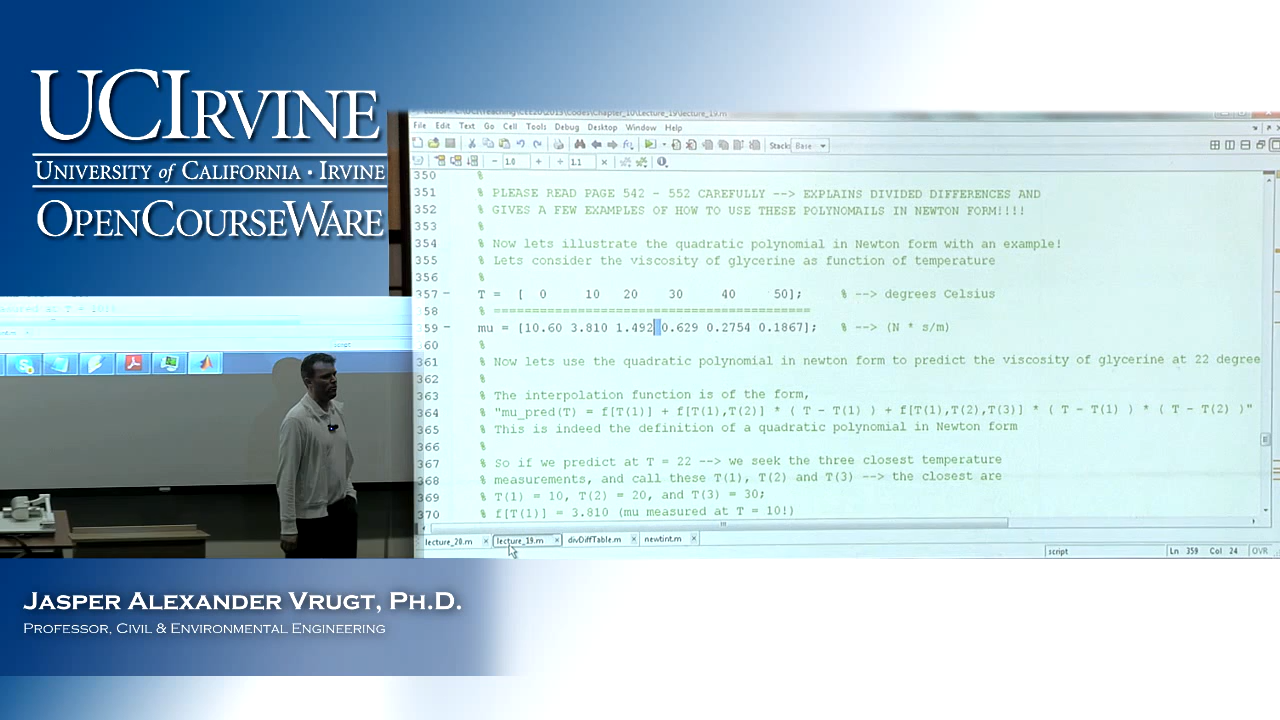 UCIRVINE
UNIVERSITY of CALIFORNIA • IRVINE
OPENCOURSEWARE
File Edit Text Go Cell Tools Debug Desktop Window Help
Stack: Base
1.0 1.1
350 %
351 % PLEASE READ PAGE 542 - 552 CAREFULLY --> EXPLAINS DIVIDED DIFFERENCES AND
352 % GIVES A FEW EXAMPLES OF HOW TO USE THESE POLYNOMAILS IN NEWTON FORM!!!!
353 %
354 % Now lets illustrate the quadratic polynomial in Newton form with an example!
355 % Lets consider the viscosity of glycerine as function of temperature
356 %
357 T = [ 0 10 20 30 40 50]; % --> degrees Celsius
358 % =========================================
359 mu = [10.60 3.810 1.492 0.629 0.2754 0.1867]; % --> (N * s/m)
360 %
361 % Now lets use the quadratic polynomial in newton form to predict the viscosity of glycerine at 22 degree
362 %
363 % The interpolation function is of the form,
364 % "mu_pred(T) = f[T(1)] + f[T(1),T(2)] * ( T - T(1) ) + f[T(1),T(2),T(3)] * ( T - T(1) ) * ( T - T(2) )"
365 % This is indeed the definition of a quadratic polynomial in Newton form
366 %
367 % So if we predict at T = 22 --> we seek the three closest temperature
368 % measurements, and call these T(1), T(2) and T(3) --> the closest are
369 % T(1) = 10, T(2) = 20, and T(3) = 30;
370 % f[T(1)] = 3.810 (mu measured at T = 10!)
lecture_20.m lecture_19.m divDiffTable.m newtint.m
script Ln 359 Col 24 OVR
JASPER ALEXANDER VRUGT, PH.D.
PROFESSOR, CIVIL & ENVIRONMENTAL ENGINEERING